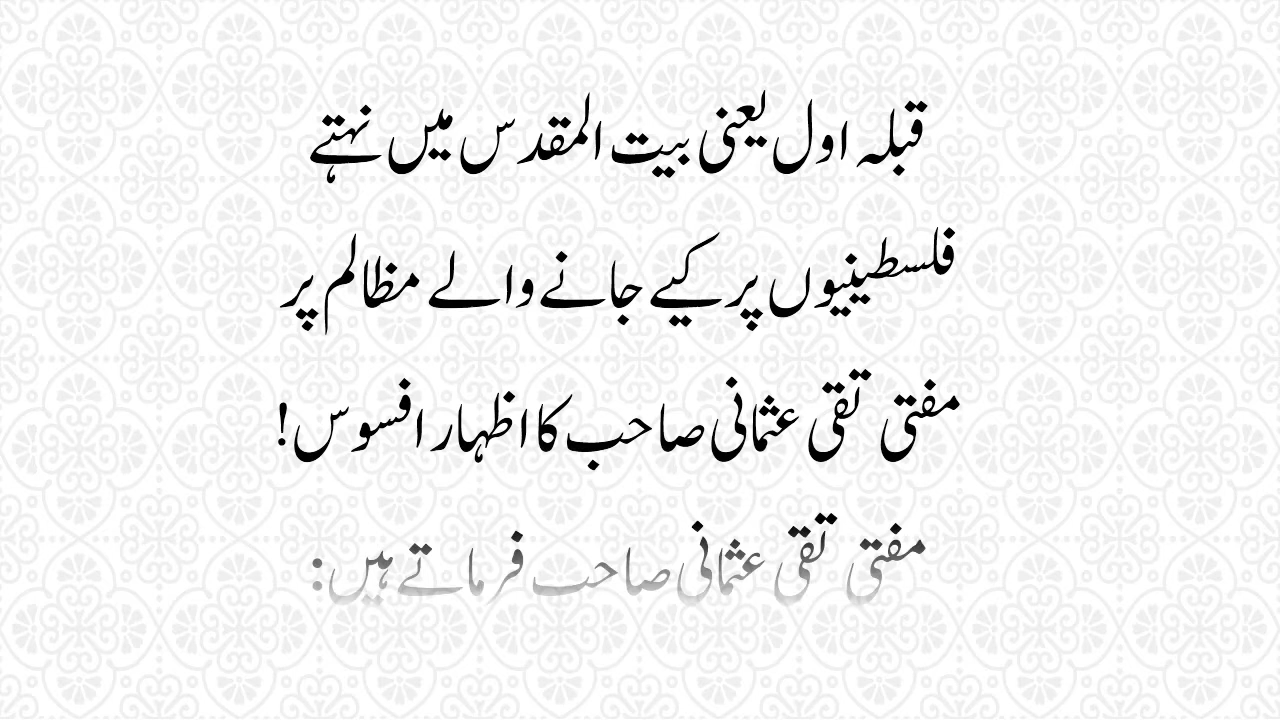 قبلہ اول یعنی بیت المقدس میں نہتے
فلسطینیوں پر کیے جانے والے مظالم پر
مفتی تقی عثمانی صاحب کا اظہار افسوس!
مفتی تقی عثمانی صاحب فرماتے ہیں: